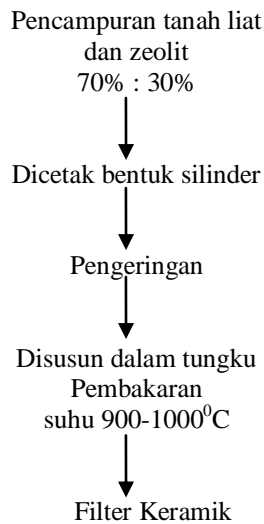 Pencampuran tanah liat
dan zeolit
70% : 30%
Dicetak bentuk silinder
Pengeringan
Disusun dalam tungku
Pembakaran
suhu 900-1000⁰C
Filter Keramik